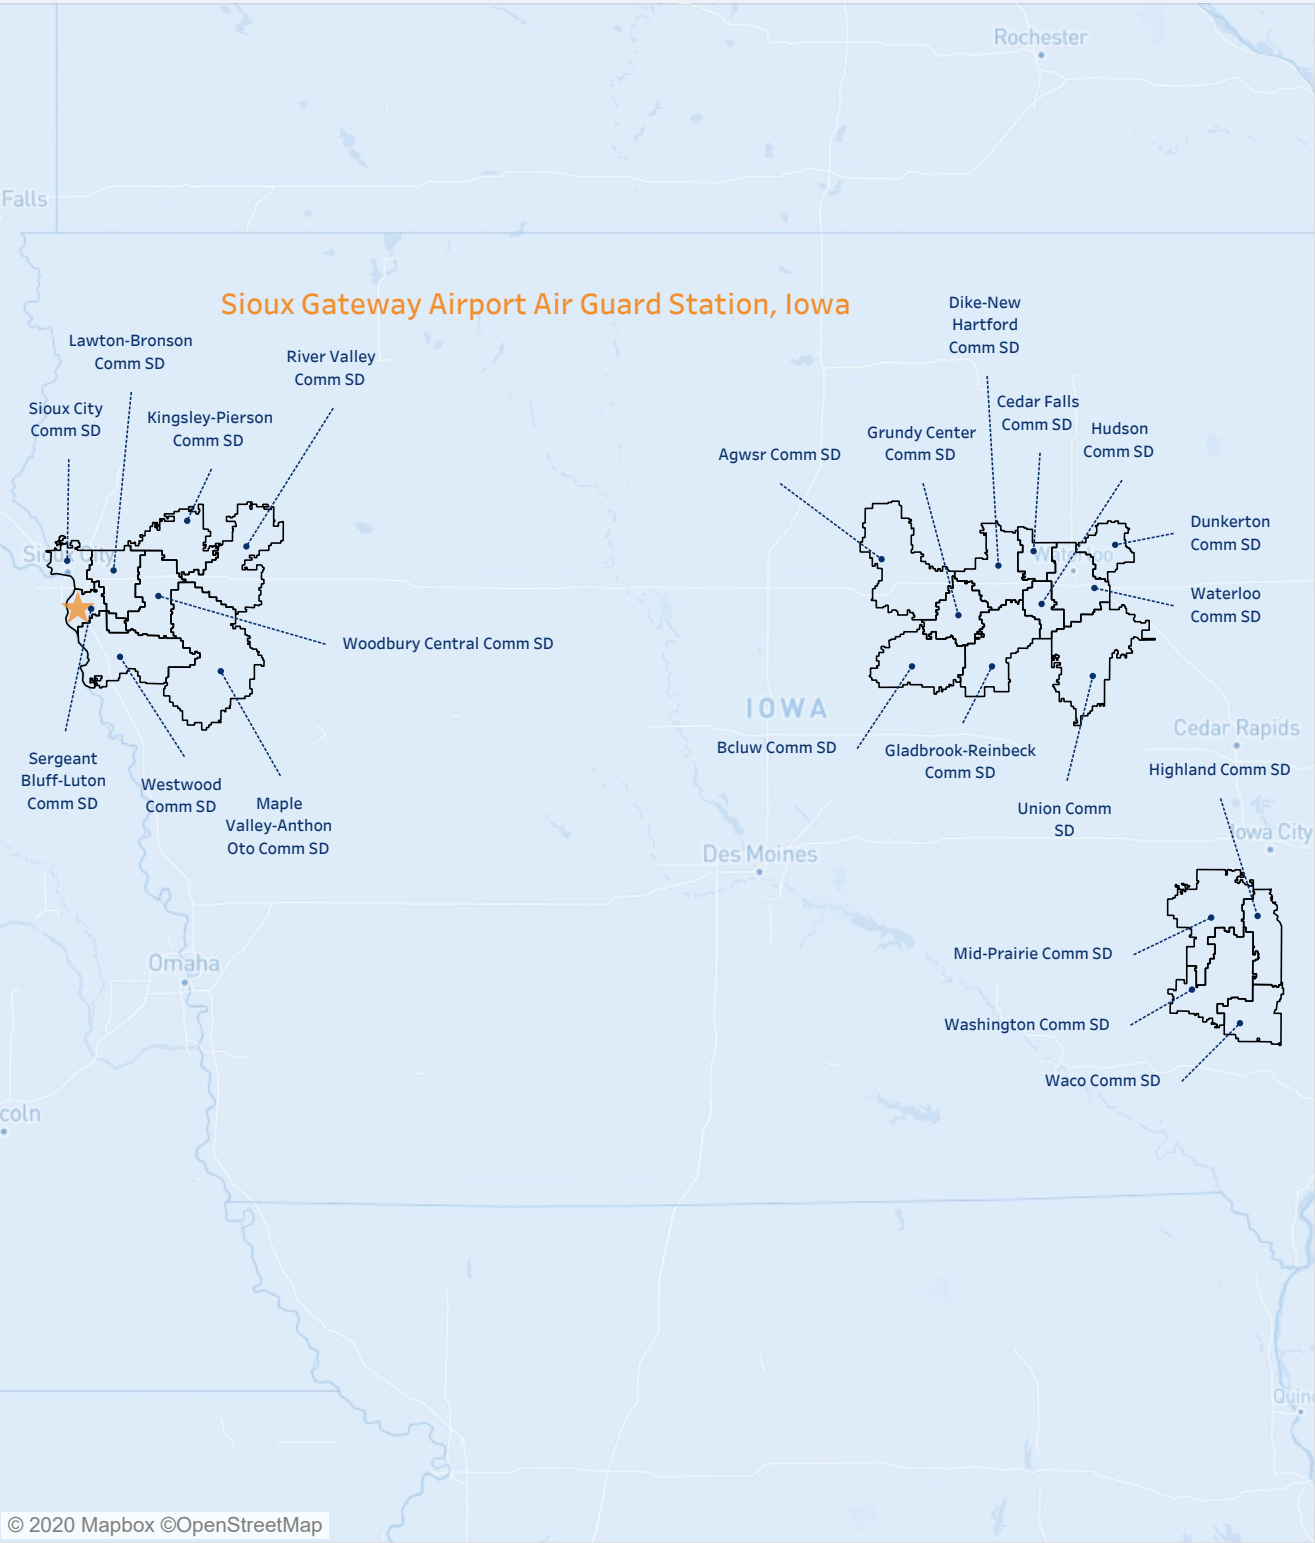 Rochester
Falls
Sioux Gateway Airport Air Guard Station, Iowa
Dike-New
Hartford
Comm SD
Lawton-Bronson
Comm SD
River Valley
Comm SD
Sioux City
Comm SD
Kingsley-Pierson
Comm SD
Cedar Falls
Comm SD
Grundy Center
Comm SD
Hudson
Comm SD
Agwsr Comm SD
Dunkerton
Comm SD
Sioux City
Waterloo
Waterloo
Comm SD
Woodbury Central Comm SD
IOWA
Cedar Rapids
Bcluw Comm SD
Gladbrook-Reinbeck
Comm SD
Highland Comm SD
Sergeant
Bluff-Luton
Comm SD
Westwood
Comm SD
Maple
Valley-Anthon
Oto Comm SD
Union Comm
SD
Iowa City
Des Moines
Mid-Prairie Comm SD
Omaha
Washington Comm SD
Waco Comm SD
coln
Quin
© 2020 Mapbox ©OpenStreetMap